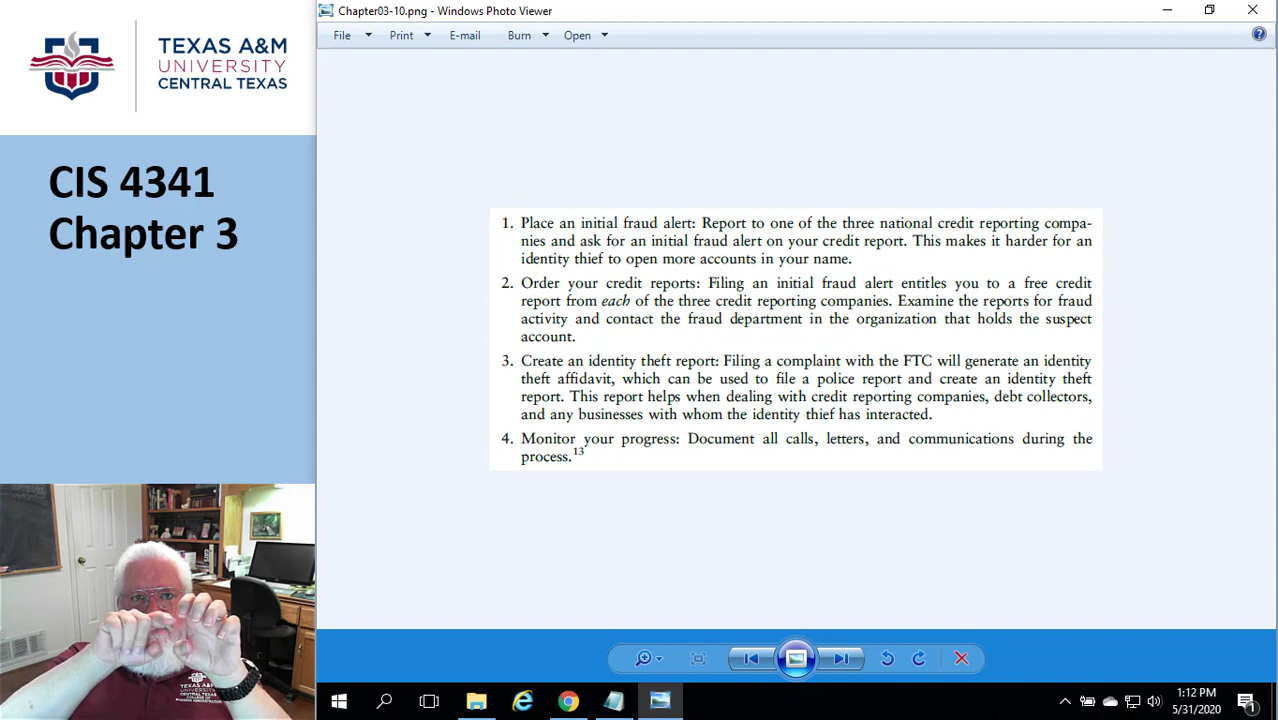 Chapter03-10.png - Windows Photo Viewer
File Print E-mail Burn Open
TEXAS A&M
UNIVERSITY
CENTRAL TEXAS
CIS 4341
Chapter 3
1. Place an initial fraud alert: Report to one of the three national credit reporting compa-
nies and ask for an initial fraud alert on your credit report. This makes it harder for an
identity thief to open more accounts in your name.
2. Order your credit reports: Filing an initial fraud alert entitles you to a free credit
report from each of the three credit reporting companies. Examine the reports for fraud
activity and contact the fraud department in the organization that holds the suspect
account.
3. Create an identity theft report: Filing a complaint with the FTC will generate an identity
theft affidavit, which can be used to file a police report and create an identity theft
report. This report helps when dealing with credit reporting companies, debt collectors,
and any businesses with whom the identity thief has interacted.
4. Monitor your progress: Document all calls, letters, and communications during the
process.13
TEXAS A&M
UNIVERSITY
CENTRAL TEXAS
1:12 PM
5/31/2020
1